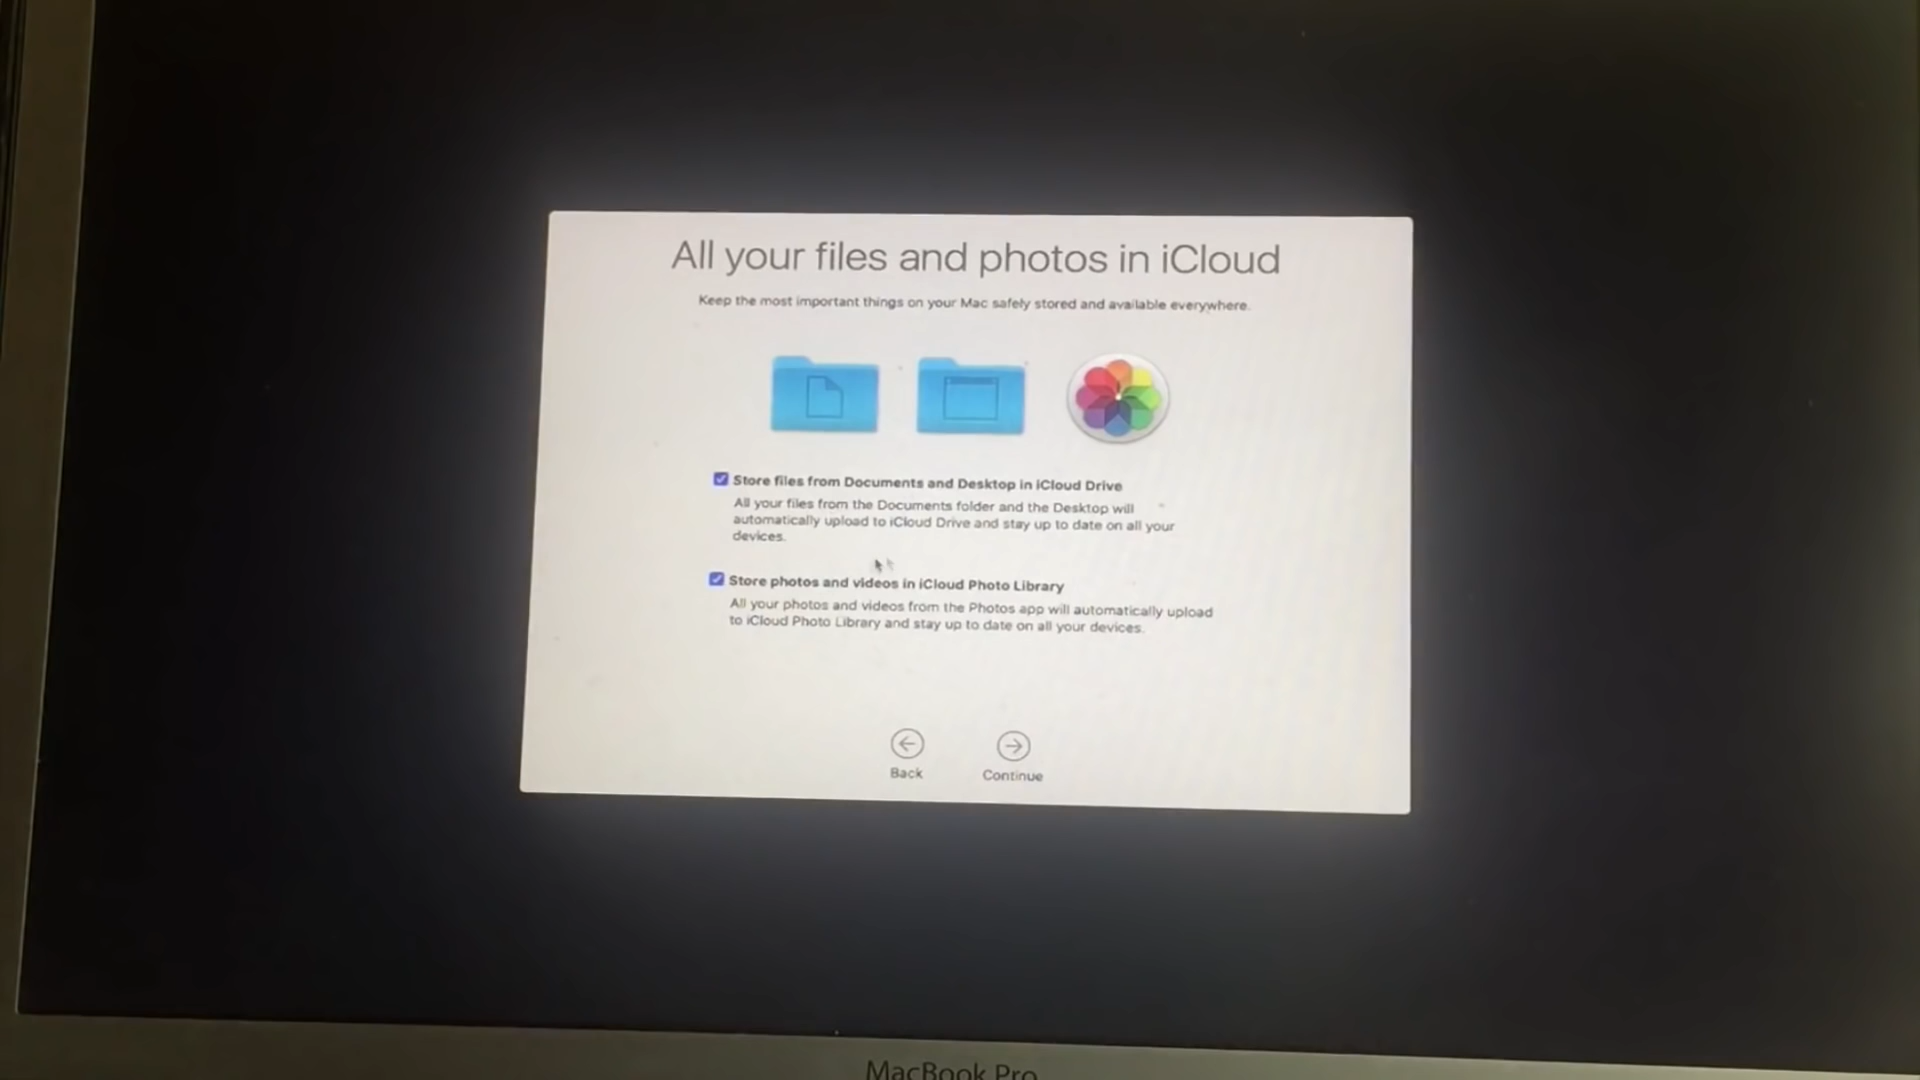 All your files and photos in iCloud
Keep the most important things on your Mac safely stored and available everywhere.
Store files from Documents and Desktop in iCloud Drive
All your files from the Documents folder and the Desktop will
automatically upload to iCloud Drive and stay up to date on all your
devices.
Store photos and videos in iCloud Photo Library
All your photos and videos from the Photos app will automatically upload
to iCloud Photo Library and stay up to date on all your devices.
Back
Continue
MacBook Pro